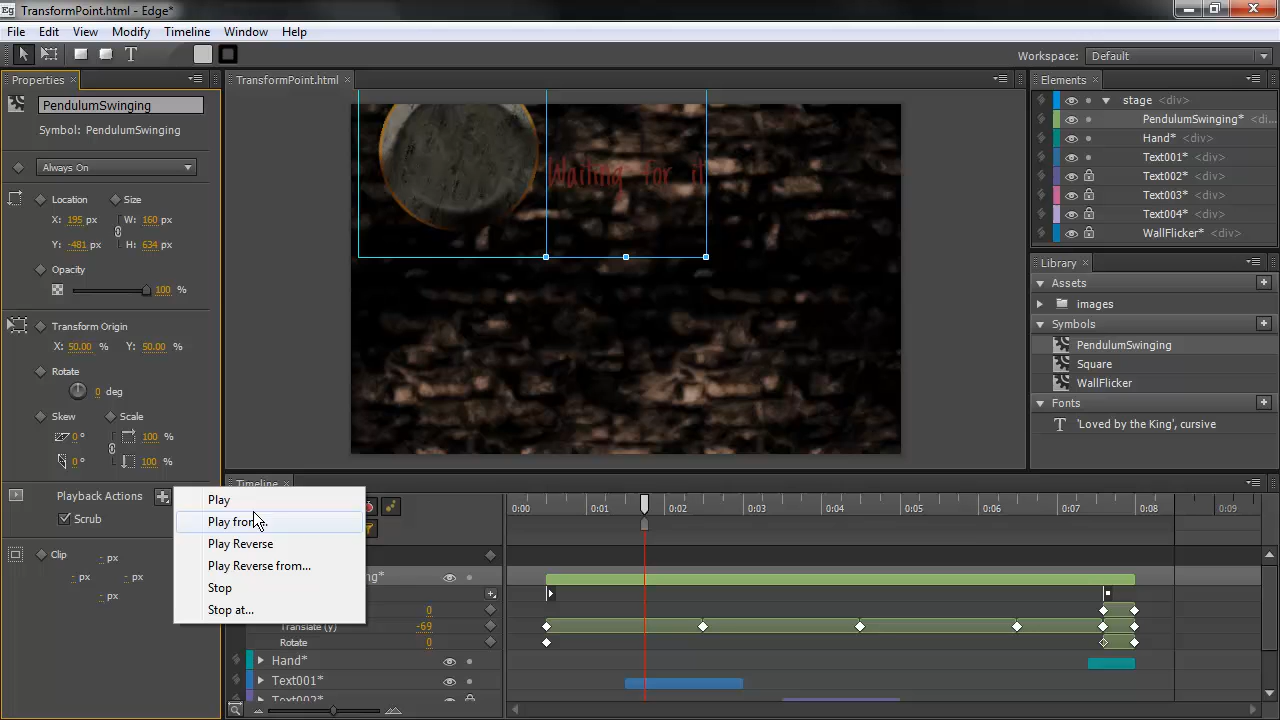 Eg TransformPoint.html* - Edge*
File Edit View Modify Timeline Window Help
T Workspace: Default
Properties
PendulumSwinging
Symbol: PendulumSwinging
Always On
Location Size
X: 195 px W: 160 px
Y: -481 px H: 634 px
Opacity
100 %
Transform Origin
X: 50.00 % Y: 50.00 %
Rotate
0 deg
Skew Scale
0° 100 %
0° 100 %
Playback Actions
Scrub
Clip - px
- px - px
- px
Play
Play from...
Play Reverse
Play Reverse from...
Stop
Stop at...
TransformPoint.html
Waiting for it
Elements
stage <div>
PendulumSwinging* <di...
Hand* <div>
Text001* <div>
Text002* <div>
Text003* <div>
Text004* <div>
WallFlicker* <div>
Library
Assets
images
Symbols
PendulumSwinging
Square
WallFlicker
Fonts
T 'Loved by the King', cursive
Timeline
0:00 0:01 0:02 0:03 0:04 0:05 0:06 0:07 0:08 0:09
ng*
0
Translate (y) -69
Rotate 0
Hand*
Text001*
Text002*